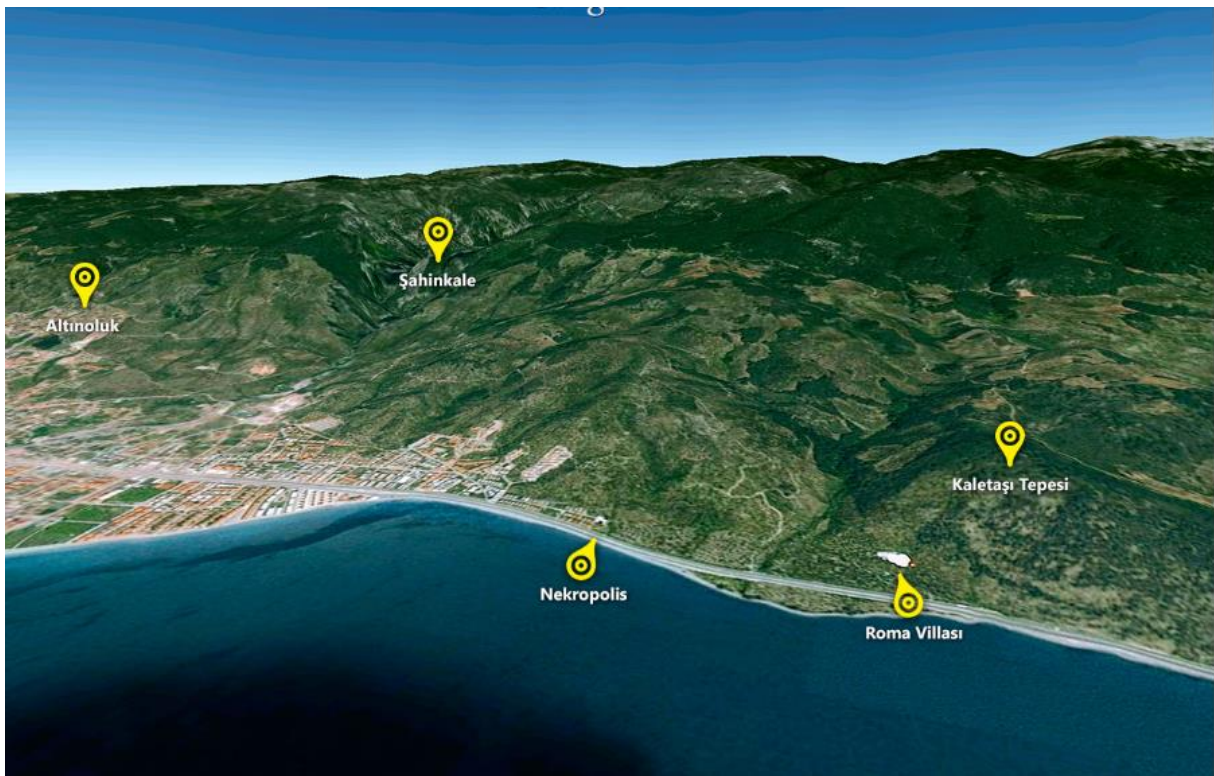 Şahinkale
Altınoluk
Kaletaşı Tepesi
Nekropolis
Roma Villası